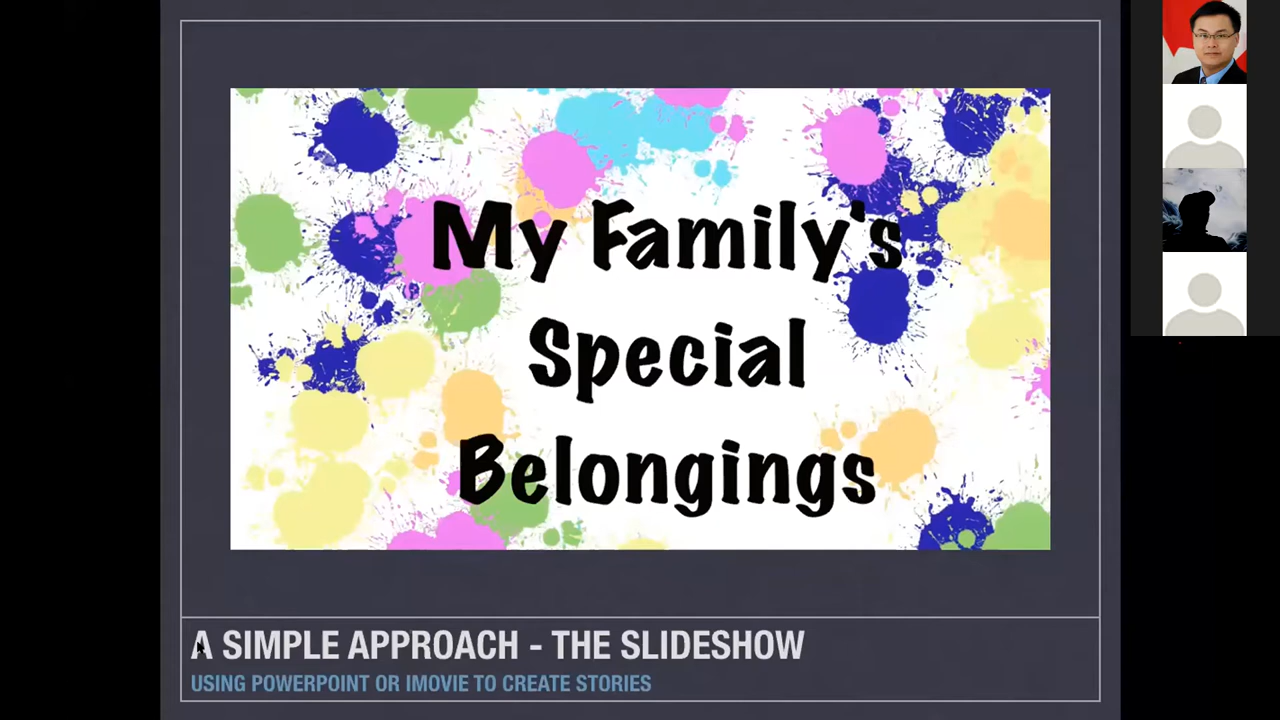 My Family's
Special
Belongings
A SIMPLE APPROACH - THE SLIDESHOW
USING POWERPOINT OR IMOVIE TO CREATE STORIES